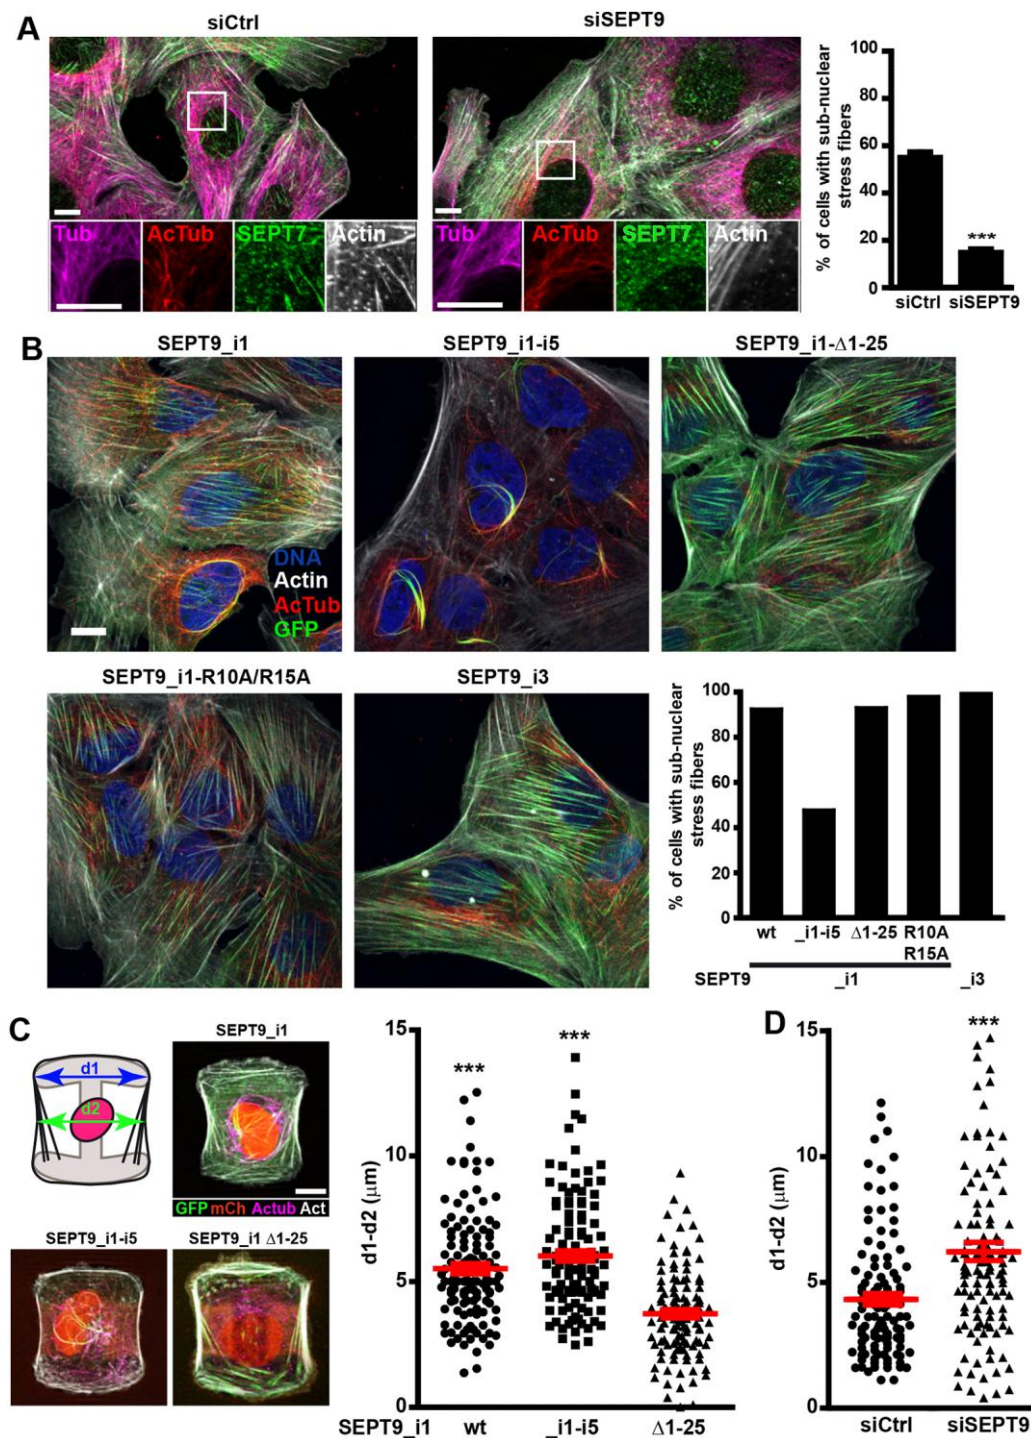 A
siCtrl
siSEPT9
Tub AcTub SEPT7 Actin
Tub AcTub SEPT7 Actin
% of cells with sub-nuclear
stress fibers
100
80
60
40
20
0
***
siCtrl siSEPT9
B
SEPT9_i1
SEPT9_i1-i5
SEPT9_i1-Δ1-25
DNA
Actin
AcTub
GFP
SEPT9_i1-R10A/R15A
SEPT9_i3
% of cells with sub-nuclear
stress fibers
100
80
60
40
20
0
wt _i1-i5 Δ1-25 R10A
R15A
SEPT9 _i1 _i3
C
d1
d2
SEPT9_i1
GFP mCh Actub Act
SEPT9_i1-i5
SEPT9_i1 Δ1-25
d1-d2 (μm)
15
10
5
0
***
***
SEPT9_i1 wt _i1-i5 Δ1-25
D
d1-d2 (μm)
15
10
5
0
***
siCtrl siSEPT9